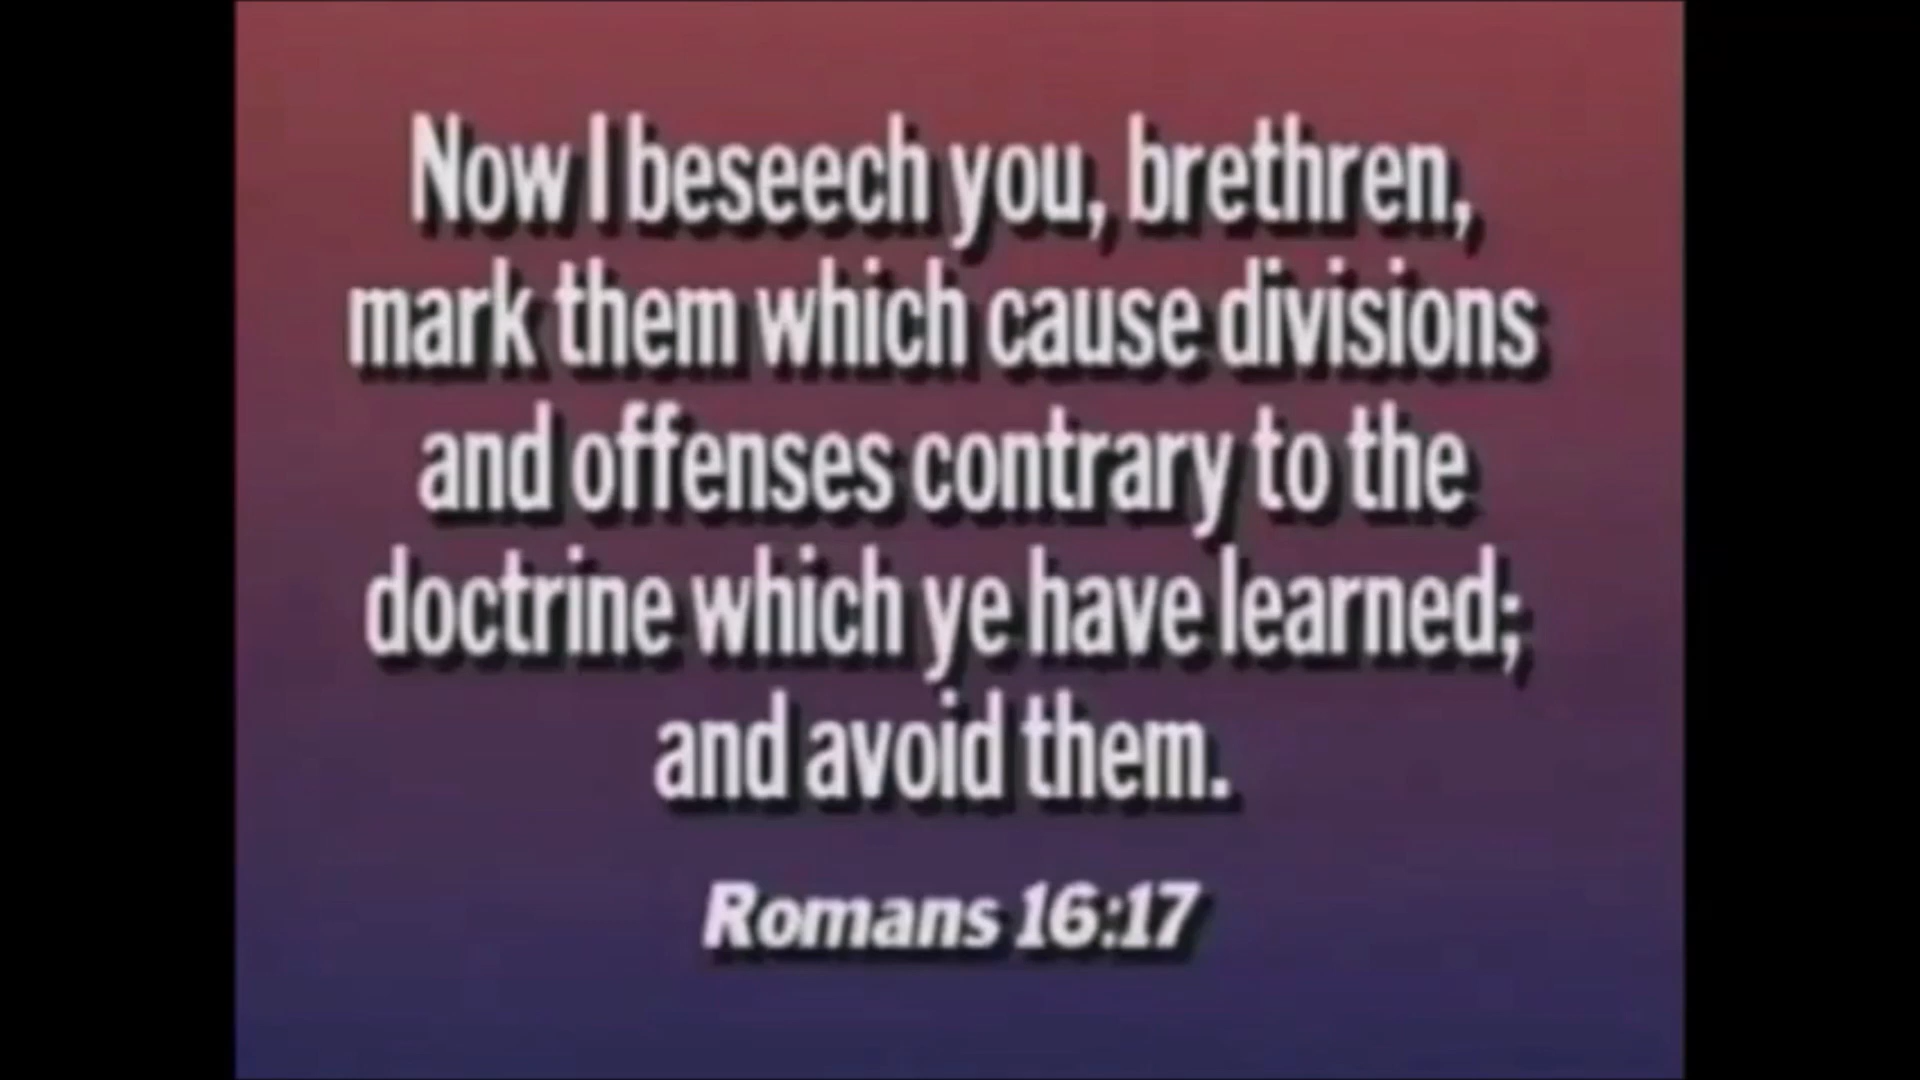 Now I beseech you, brethren,
mark them which cause divisions
and offenses contrary to the
doctrine which ye have learned;
and avoid them.
Romans 16:17